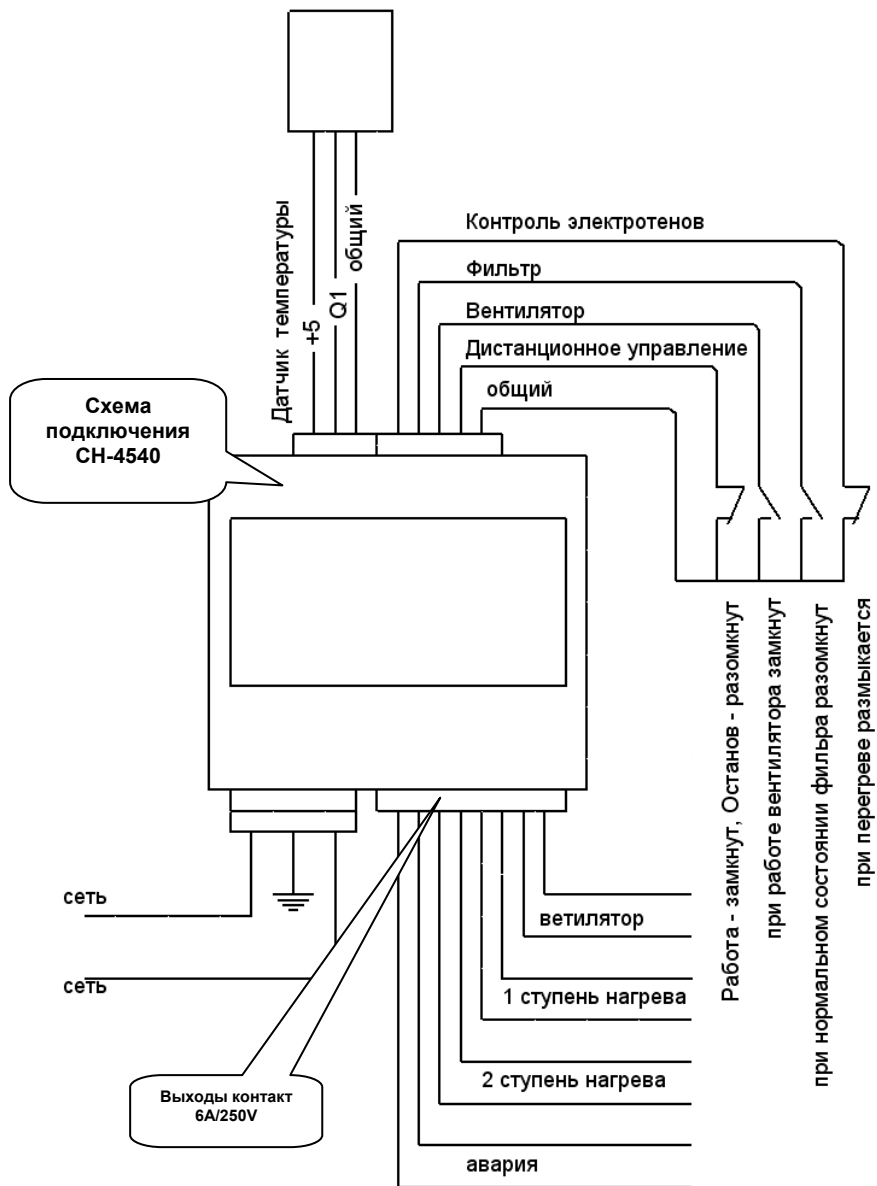 Датчик температуры
+5
Q1
общий
Контроль электротенов
Фильтр
Вентилятор
Дистанционное управление
общий
Схема
подключения
СН-4540
Работа - замкнут, Останов - разомкнут
при работе вентилятора замкнут
при нормальном состоянии фильра разомкнут
при перегреве размыкается
сеть
сеть
ветилятор
1 ступень нагрева
2 ступень нагрева
авария
Выходы контакт
6А/250V